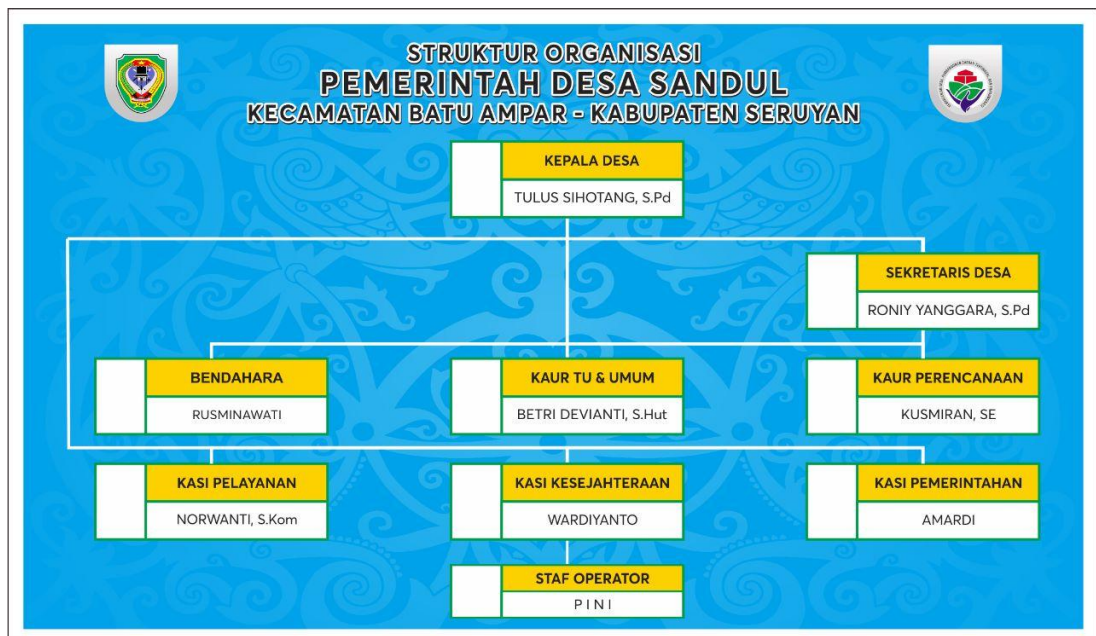 STRUKTUR ORGANISASI
PEMERINTAH DESA SANDUL
KECAMATAN BATU AMPAR - KABUPATEN SERUYAN
KEPALA DESA
TULUS SIHOTANG, S.Pd
SEKRETARIS DESA
RONIY YANGGARA, S.Pd
BENDAHARA
RUSMINAWATI
KAUR TU & UMUM
BETRI DEVIANTI, S.Hut
KAUR PERENCANAAN
KUSMIRAN, SE
KASI PELAYANAN
NORWANTI, S.Kom
KASI KESEJAHTERAAN
WARDIYANTO
KASI PEMERINTAHAN
AMARDI
STAF OPERATOR
P I N I